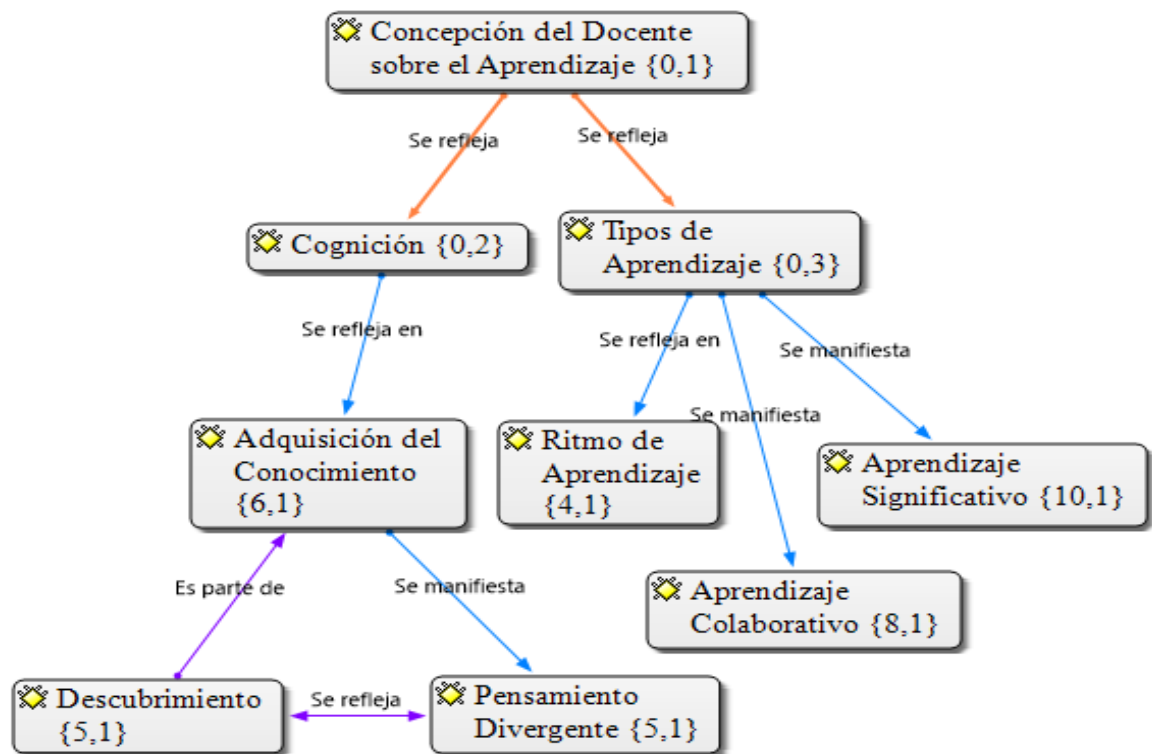 Concepción del Docente
sobre el Aprendizaje {0,1}
Se refleja
Se refleja
Cognición {0,2}
Tipos de
Aprendizaje {0,3}
Se refleja en
Se refleja en
Se manifiesta
Se manifiesta
Adquisición del
Conocimiento
{6,1}
Ritmo de
Aprendizaje
{4,1}
Aprendizaje
Significativo {10,1}
Es parte de
Se manifiesta
Aprendizaje
Colaborativo {8,1}
Descubrimiento
{5,1}
Se refleja
Pensamiento
Divergente {5,1}